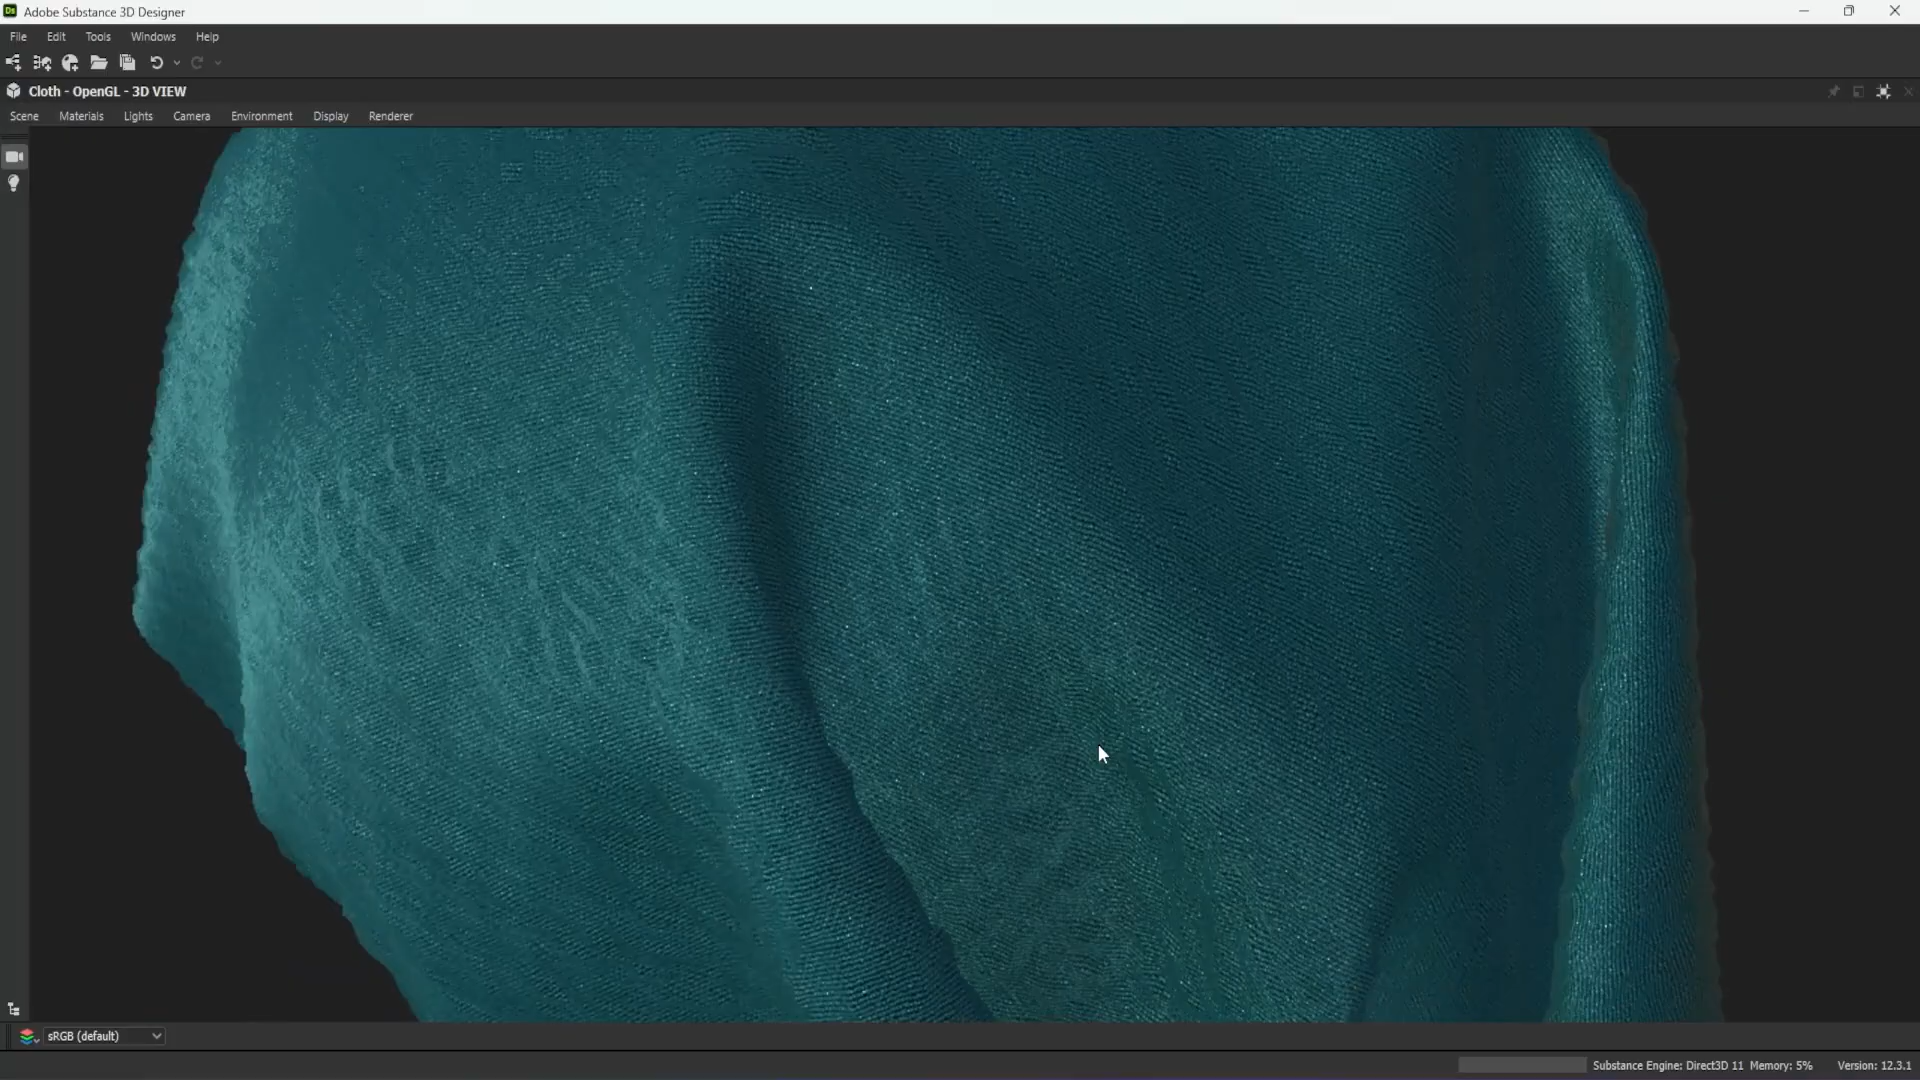 Ds Adobe Substance 3D Designer
File Edit Tools Windows Help
Cloth - OpenGL - 3D VIEW
Scene Materials Lights Camera Environment Display Renderer
sRGB (default)
Substance Engine: Direct3D 11 Memory: 5% Version: 12.3.1